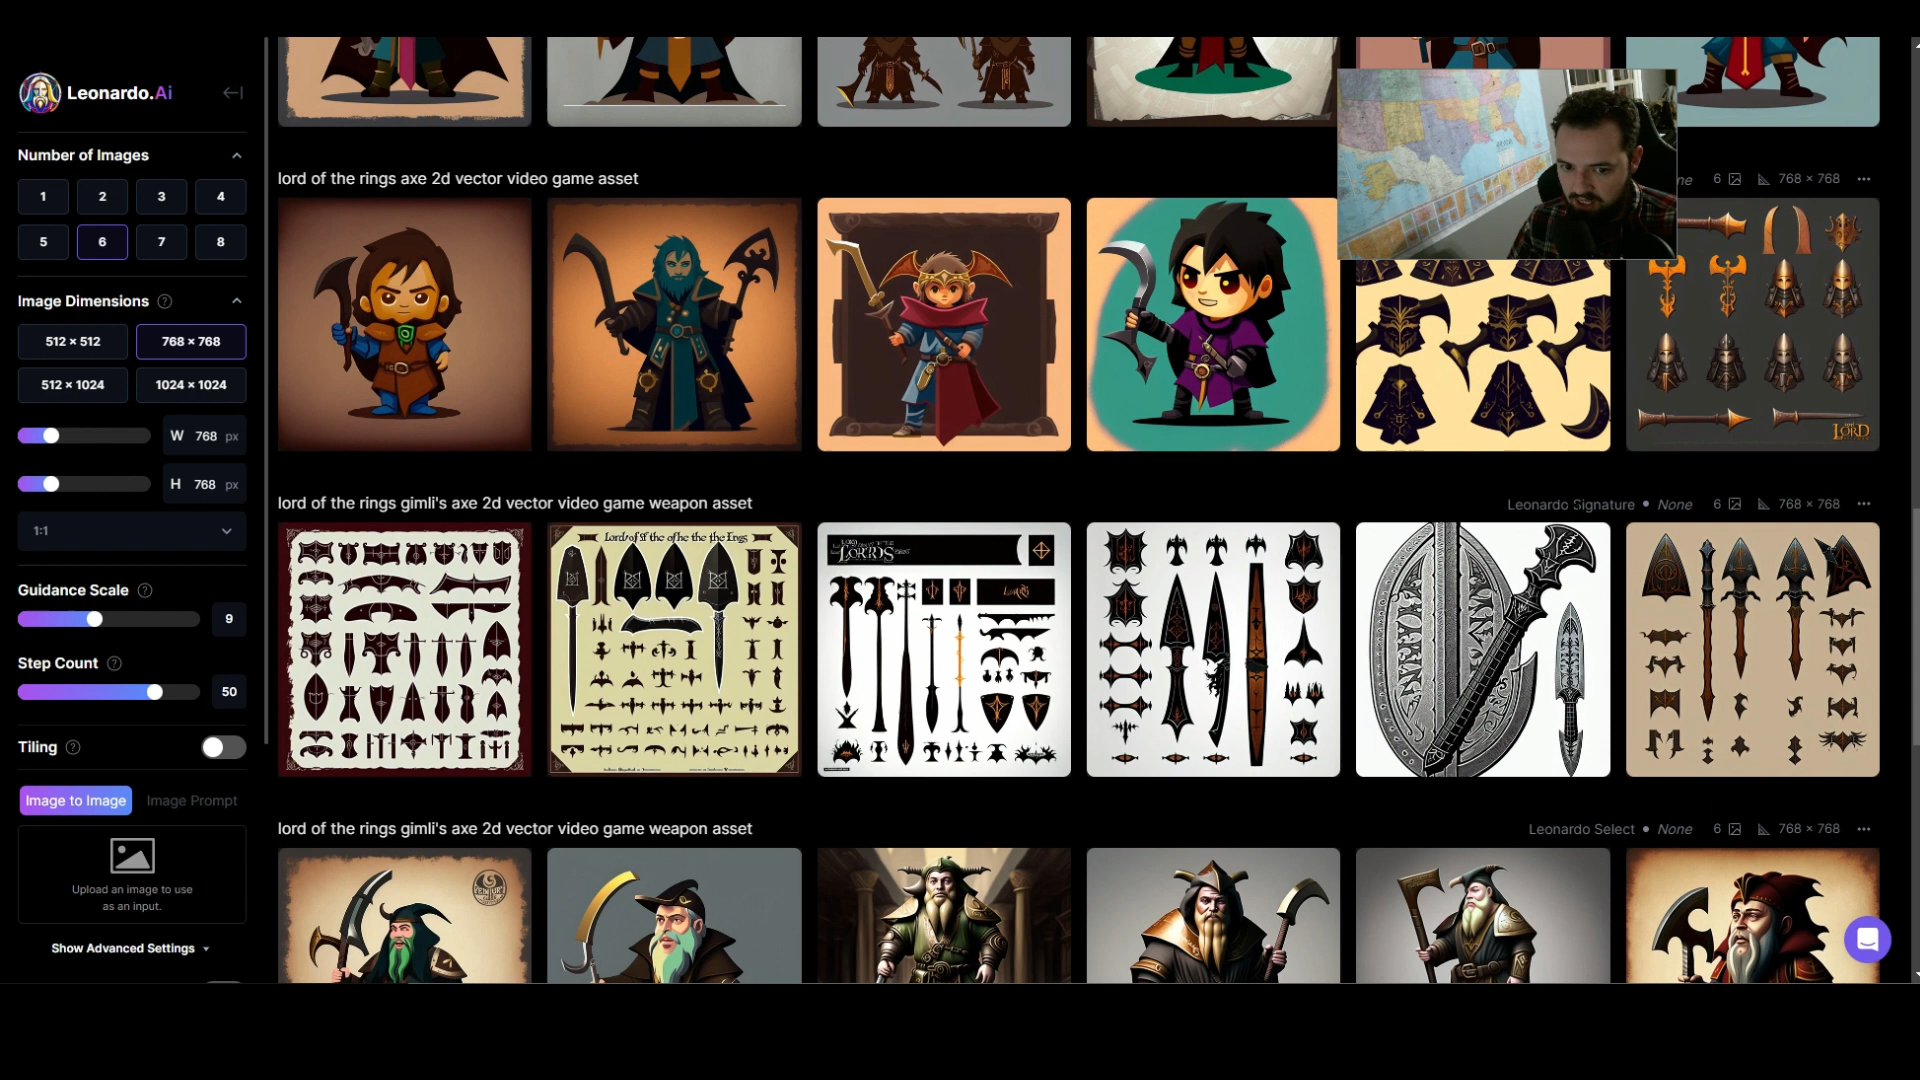 Leonardo.Ai
Number of Images
1 2 3 4
5 6 7 8
Image Dimensions
512 × 512 768 × 768
512 × 1024 1024 × 1024
W 768 px
H 768 px
1:1
Guidance Scale
9
Step Count
50
Tiling
Image to Image Image Prompt
Upload an image to use
as an input.
Show Advanced Settings
lord of the rings axe 2d vector video game asset
6 768 × 768
LORD
lord of the rings gimli's axe 2d vector video game weapon asset
Leonardo Signature • None 6 768 × 768
lord of the rings gimli's axe 2d vector video game weapon asset
Leonardo Select • None 6 768 × 768